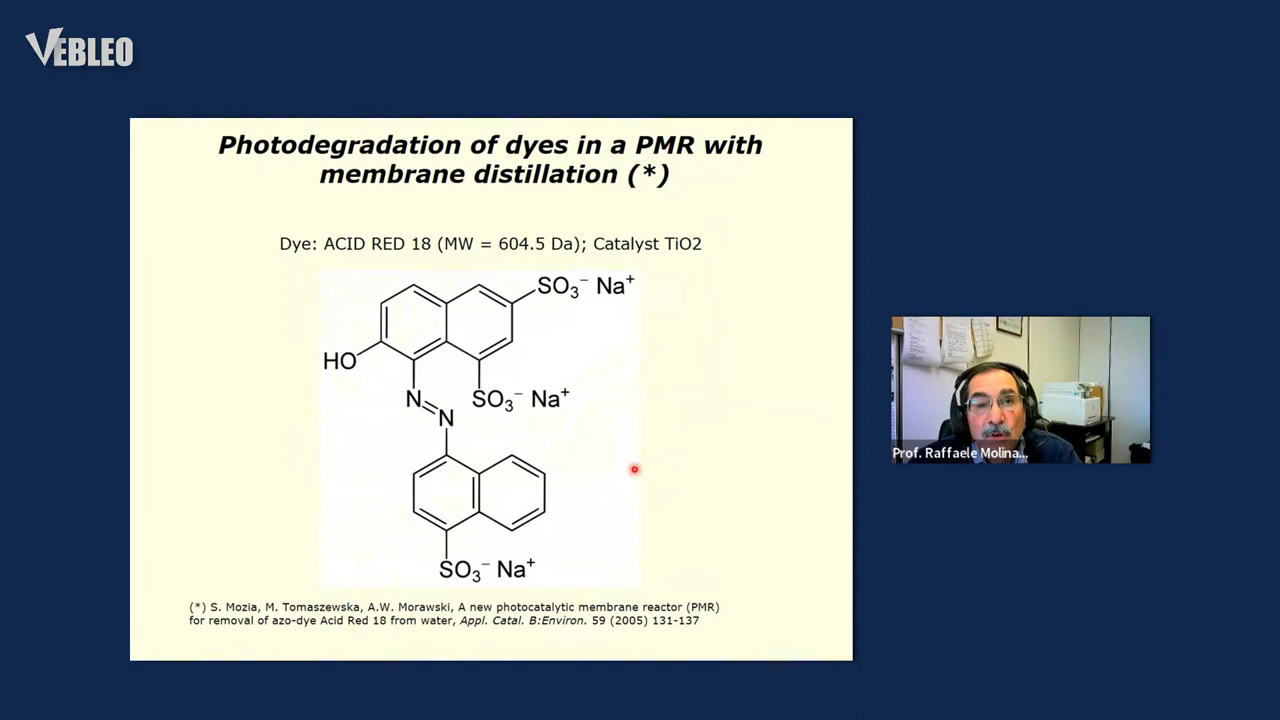 VEBLEO
Photodegradation of dyes in a PMR with
membrane distillation (*)
Dye: ACID RED 18 (MW = 604.5 Da); Catalyst TiO2
SO₃⁻ Na⁺
HO
SO₃⁻ Na⁺
N
N
SO₃⁻ Na⁺
(*) S. Mozia, M. Tomaszewska, A.W. Morawski, A new photocatalytic membrane reactor (PMR)
for removal of azo-dye Acid Red 18 from water, Appl. Catal. B:Environ. 59 (2005) 131-137
Prof. Raffaele Molina...